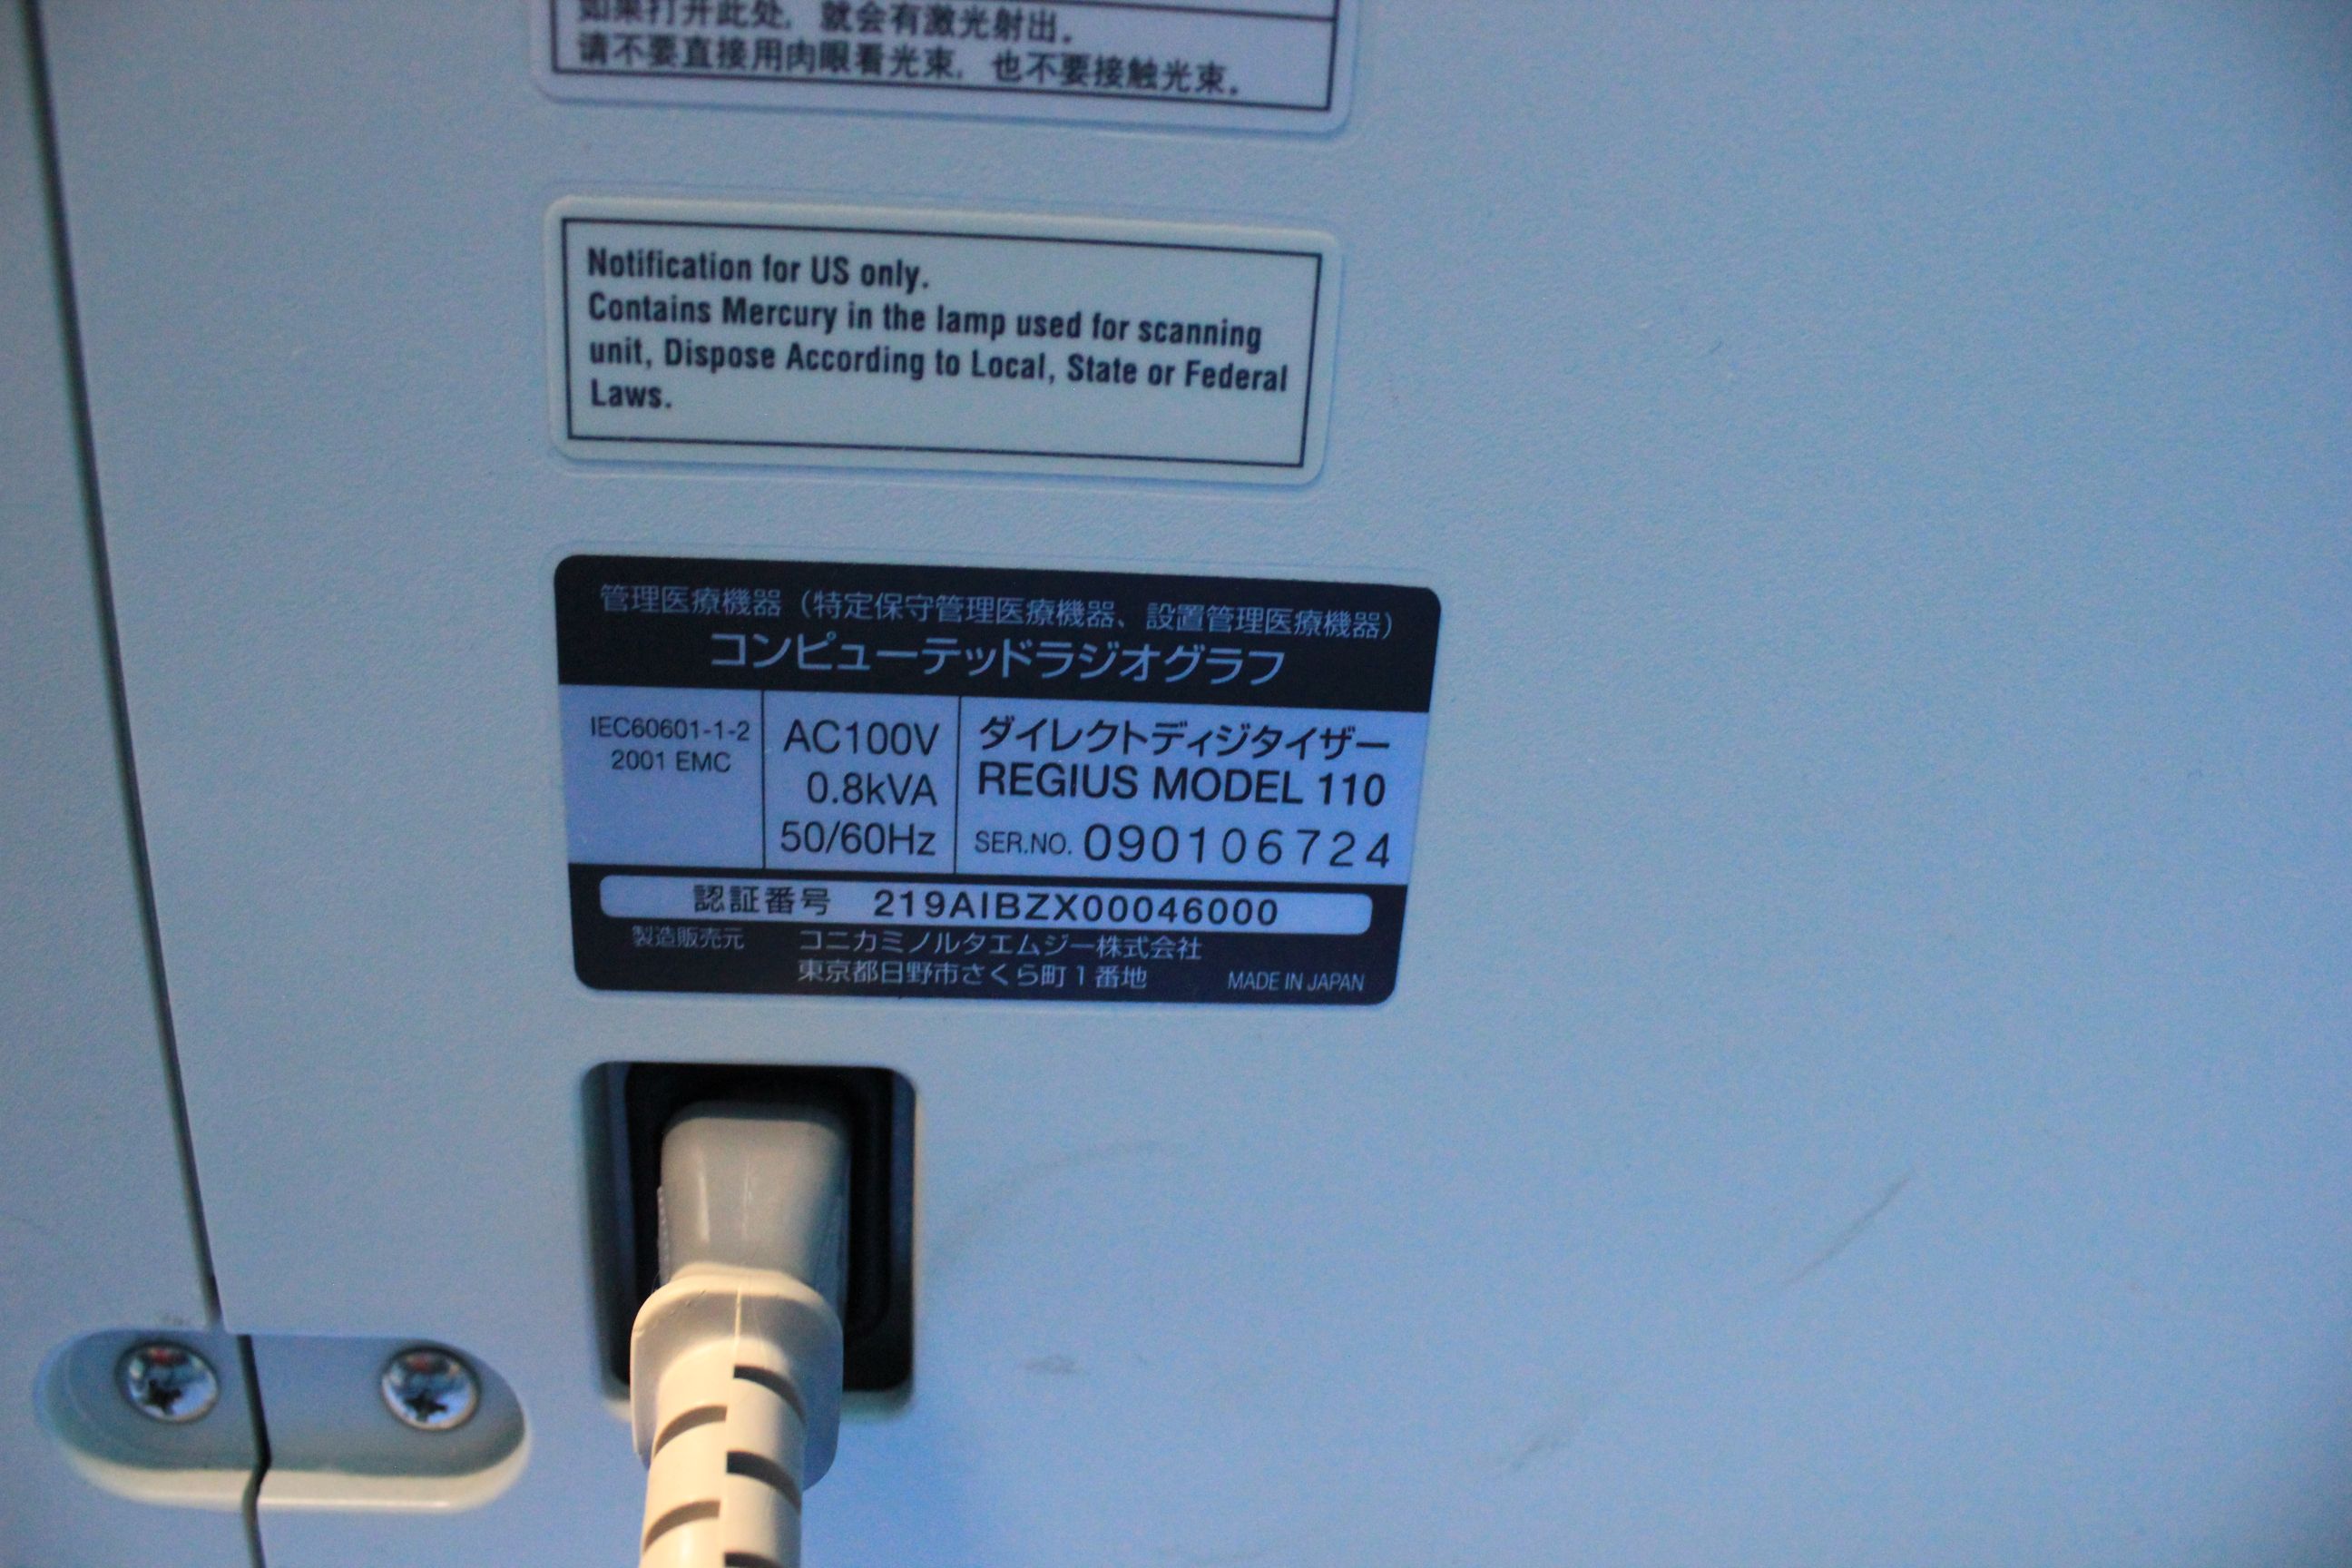 如果打开此处，就会有激光射出。
请不要直接用肉眼看光束，也不要接触光束。
Notification for US only.
Contains Mercury in the lamp used for scanning
unit, Dispose According to Local, State or Federal
Laws.
管理医療機器（特定保守管理医療機器、設置管理医療機器）
コンピューテッドラジオグラフ
IEC60601-1-2
2001 EMC
AC100V
0.8kVA
50/60Hz
ダイレクトディジタイザー
REGIUS MODEL 110
SER.NO. 090106724
認証番号 219AIBZX00046000
製造販売元 コニカミノルタエムジー株式会社
東京都日野市さくら町1番地 MADE IN JAPAN